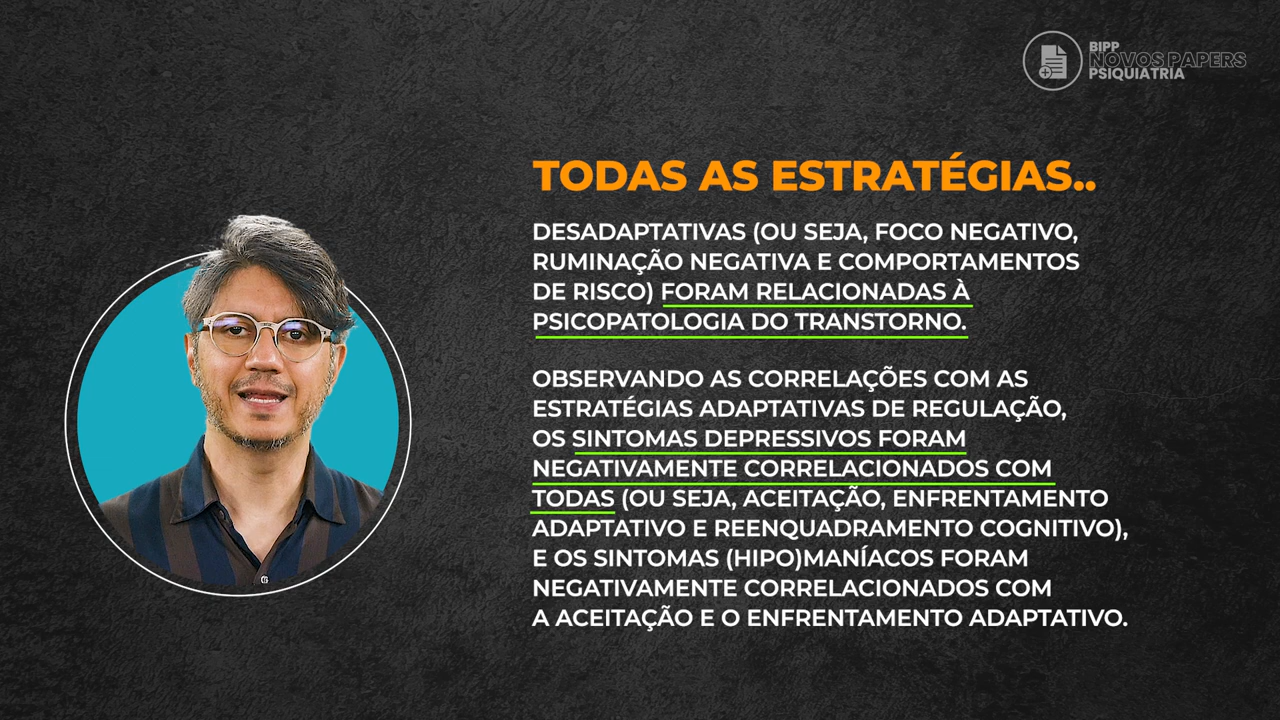 BIPP
NOVOS PAPERS
PSIQUIATRIA
TODAS AS ESTRATÉGIAS..
DESADAPTATIVAS (OU SEJA, FOCO NEGATIVO,
RUMINAÇÃO NEGATIVA E COMPORTAMENTOS
DE RISCO) FORAM RELACIONADAS À
PSICOPATOLOGIA DO TRANSTORNO.
OBSERVANDO AS CORRELAÇÕES COM AS
ESTRATÉGIAS ADAPTATIVAS DE REGULAÇÃO,
OS SINTOMAS DEPRESSIVOS FORAM
NEGATIVAMENTE CORRELACIONADOS COM
TODAS (OU SEJA, ACEITAÇÃO, ENFRENTAMENTO
ADAPTATIVO E REENQUADRAMENTO COGNITIVO),
E OS SINTOMAS (HIPO)MANÍACOS FORAM
NEGATIVAMENTE CORRELACIONADOS COM
A ACEITAÇÃO E O ENFRENTAMENTO ADAPTATIVO.